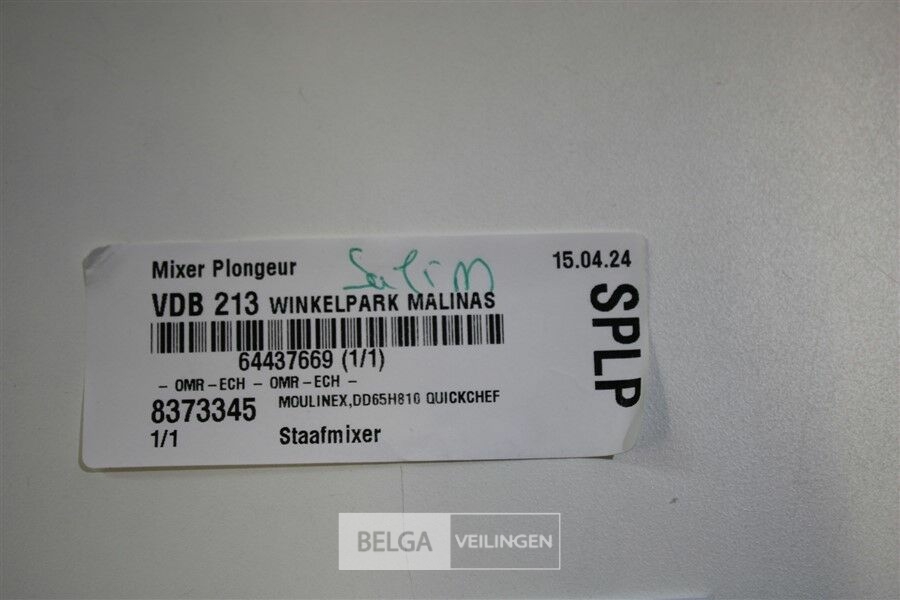 Mixer Plongeur
Salim
15.04.24
VDB 213 WINKELPARK MALINAS
SPLP
64437669 (1/1)
- OMR-ECH - OMR-ECH -
8373345 MOULINEX,DD65H810 QUICKCHEF
1/1 Staafmixer
BELGA VEILINGEN